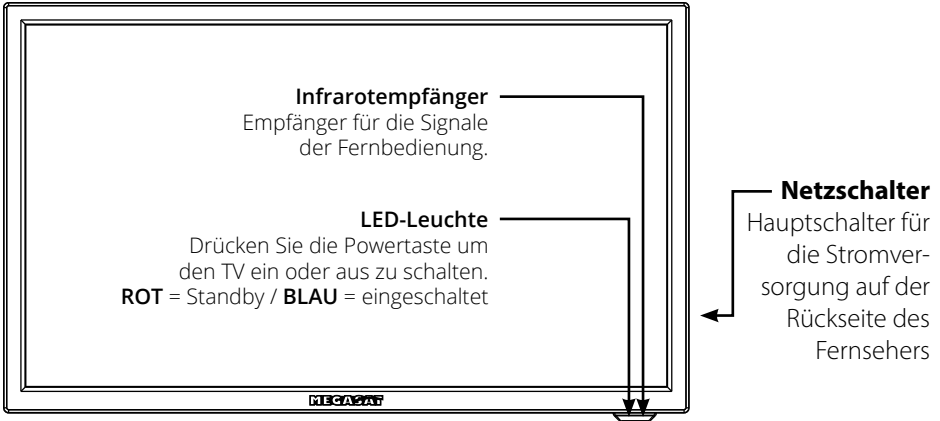 Infrarotempfänger
Empfänger für die Signale
der Fernbedienung.
LED-Leuchte
Drücken Sie die Powertaste um
den TV ein oder aus zu schalten.
ROT = Standby / BLAU = eingeschaltet
Netzschalter
Hauptschalter für
die Stromver-
sorgung auf der
Rückseite des
Fernsehers
MEGASAT